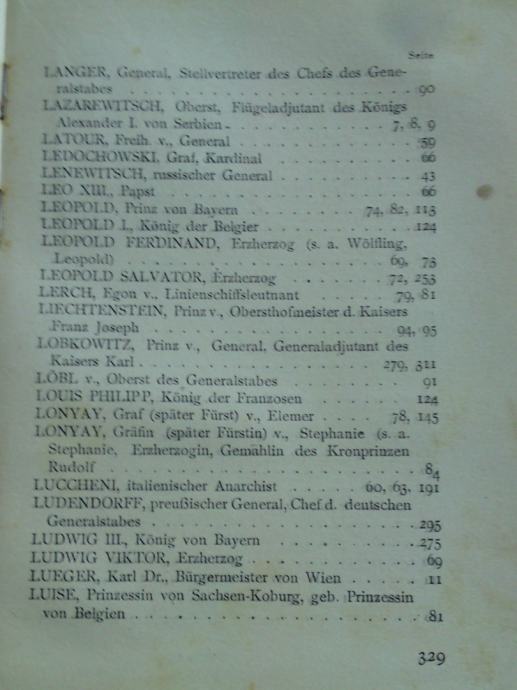 Seite
LANGER, General, Stellvertreter des Chefs des Gene-
ralstabes . . . . . . . . . . . . . . . 90
LAZAREWITSCH, Oberst, Flügeladjutant des Königs
Alexander I. von Serbien . . . . . . . . 7, 8, 9
LATOUR, Freih. v., General . . . . . . . . . 59
LEDOCHOWSKI, Graf, Kardinal . . . . . . . . 66
LENEWITSCH, russischer General . . . . . . . 43
LEO XIII., Papst . . . . . . . . . . . . . 66
LEOPOLD, Prinz von Bayern . . . . . . 74, 82, 113
LEOPOLD I., König der Belgier . . . . . . . . 124
LEOPOLD FERDINAND, Erzherzog (s. a. Wölfling,
Leopold) . . . . . . . . . . . . . . 69, 73
LEOPOLD SALVATOR, Erzherzog . . . . . 72, 253
LERCH, Egon v., Linienschiffsleutnant . . . . 79, 81
LIECHTENSTEIN, Prinz v., Obersthofmeister d. Kaisers
Franz Joseph . . . . . . . . . . . . . 94, 95
LOBKOWITZ, Prinz v., General, Generaladjutant des
Kaisers Karl . . . . . . . . . . . . . 279, 311
LÖBL v., Oberst des Generalstabes . . . . . . . 91
LOUIS PHILIPP, König der Franzosen . . . . . 124
LONYAY, Graf (später Fürst) v., Elemer . . . . 78, 145
LONYAY, Gräfin (später Fürstin) v., Stephanie (s. a.
Stephanie, Erzherzogin, Gemählin des Kronprinzen
Rudolf . . . . . . . . . . . . . . . . 84
LUCCHENI, italienischer Anarchist . . . . 60, 63, 191
LUDENDORFF, preußischer General, Chef d. deutschen
Generalstabes . . . . . . . . . . . . . 295
LUDWIG III., König von Bayern . . . . . . . 275
LUDWIG VIKTOR, Erzherzog . . . . . . . . . 69
LUEGER, Karl Dr., Bürgermeister von Wien . . . . 11
LUISE, Prinzessin von Sachsen-Koburg, geb. Prinzessin
von Belgien . . . . . . . . . . . . . . 81
329